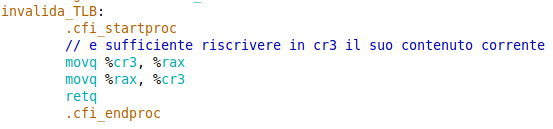 invalida_TLB:
.cfi_startproc
// e sufficiente riscrivere in cr3 il suo contenuto corrente
movq %cr3, %rax
movq %rax, %cr3
retq
.cfi_endproc